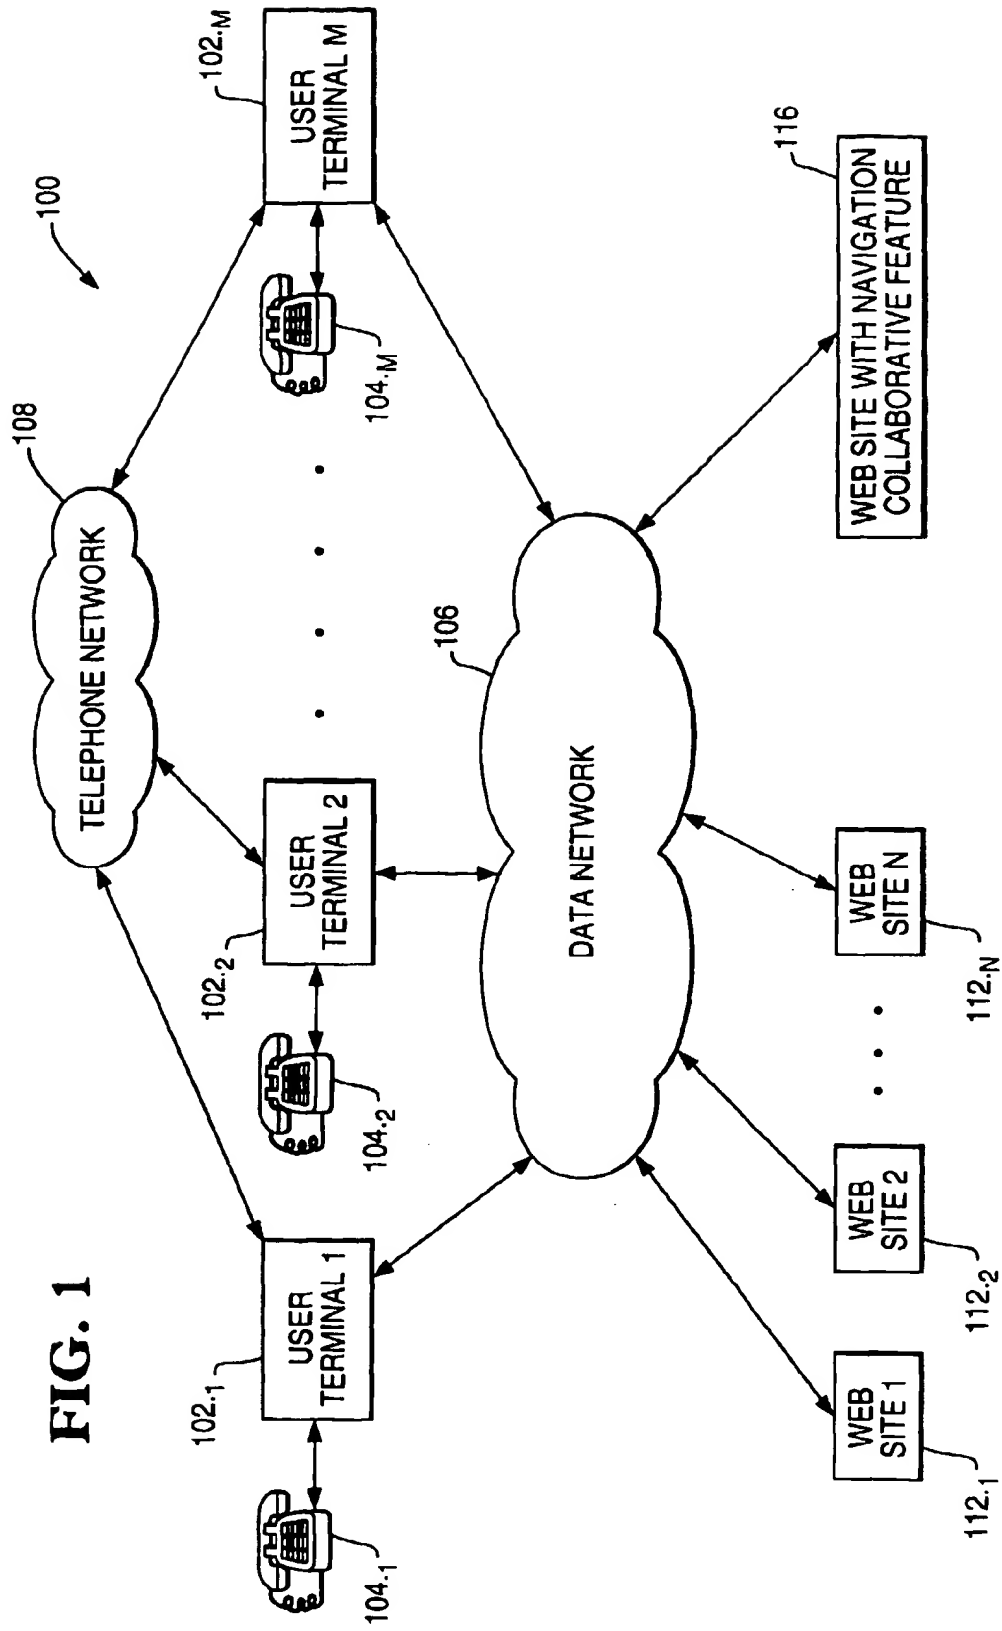 FIG. 1
100
108
TELEPHONE NETWORK
102.1
USER
TERMINAL 1
102.2
USER
TERMINAL 2
102.M
USER
TERMINAL M
104.1
104.2
104.M
106
DATA NETWORK
116
WEB
SITE 1
WEB
SITE 2
WEB
SITE N
WEB SITE WITH NAVIGATION
COLLABORATIVE FEATURE
112.1
112.2
112.N